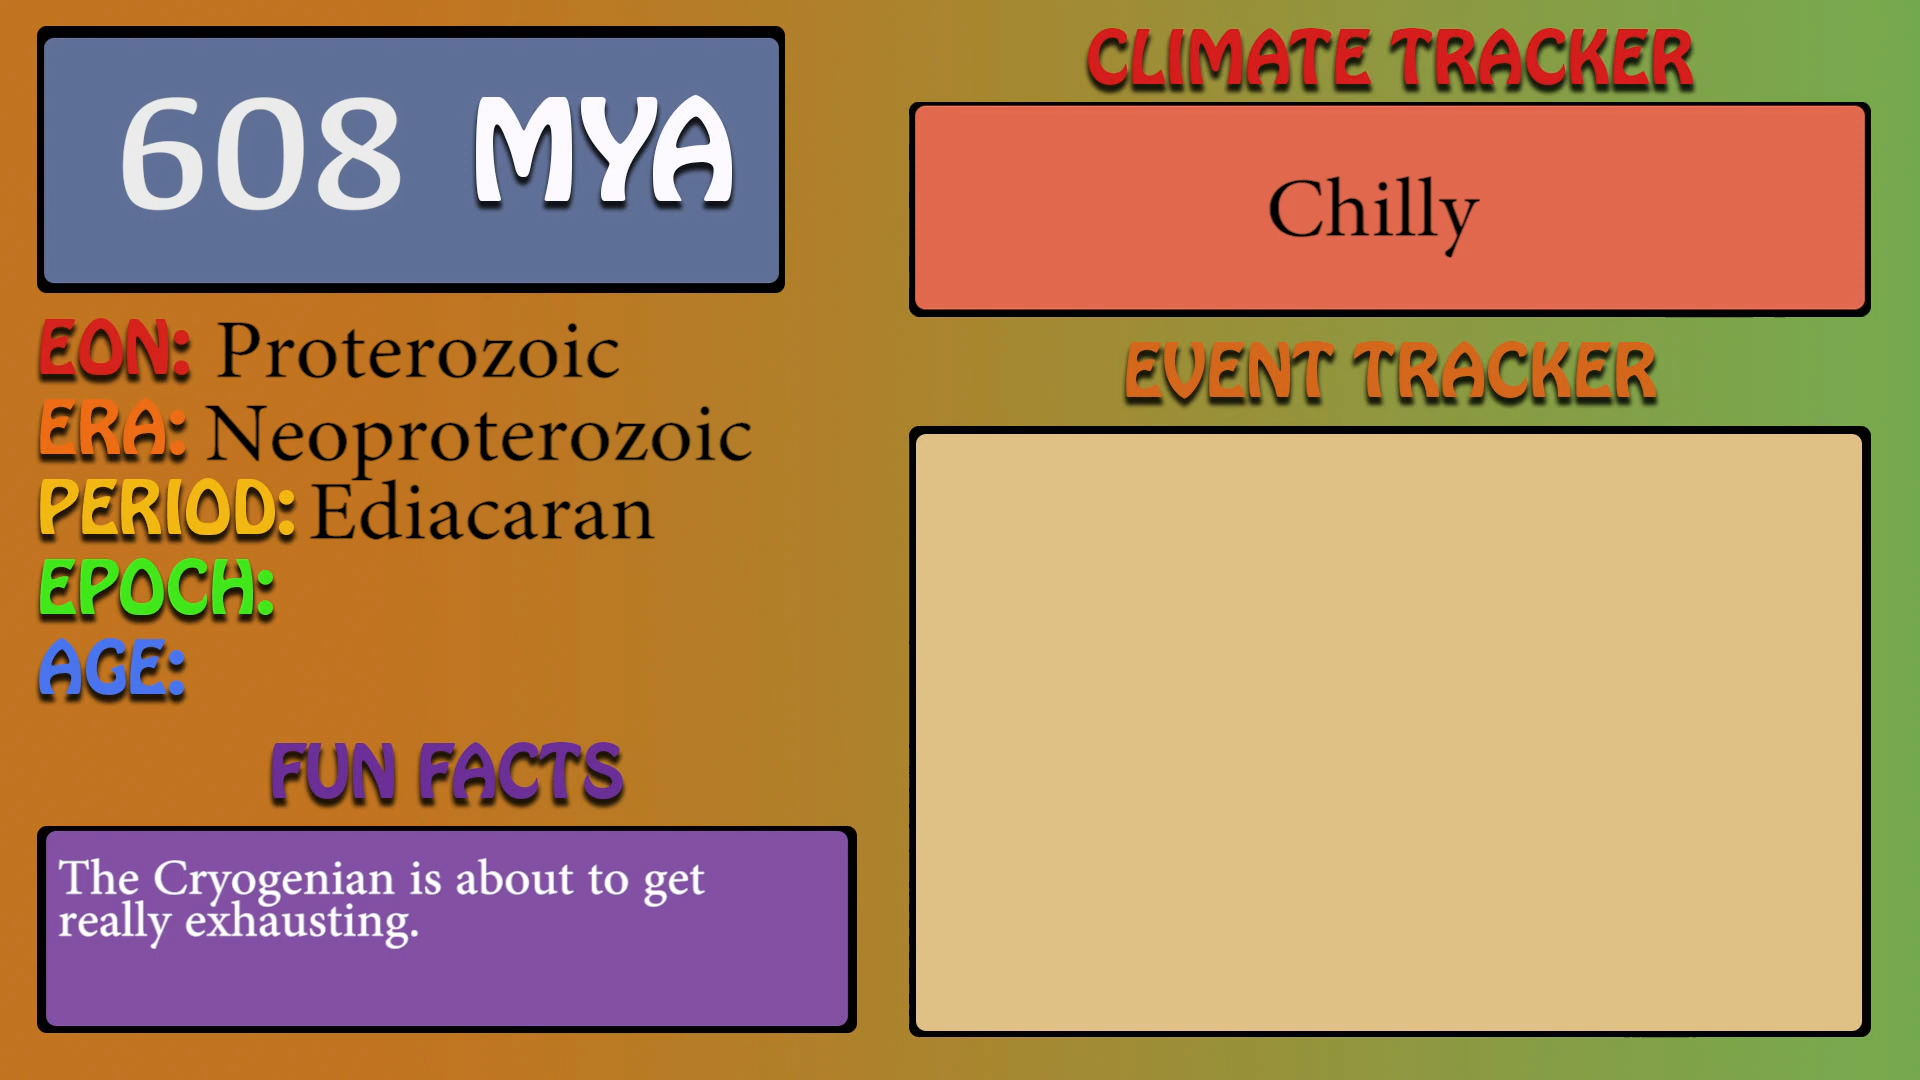 608 MYA
EON: Proterozoic
ERA: Neoproterozoic
PERIOD: Ediacaran
EPOCH:
AGE:
FUN FACTS
The Cryogenian is about to get
really exhausting.
CLIMATE TRACKER
Chilly
EVENT TRACKER